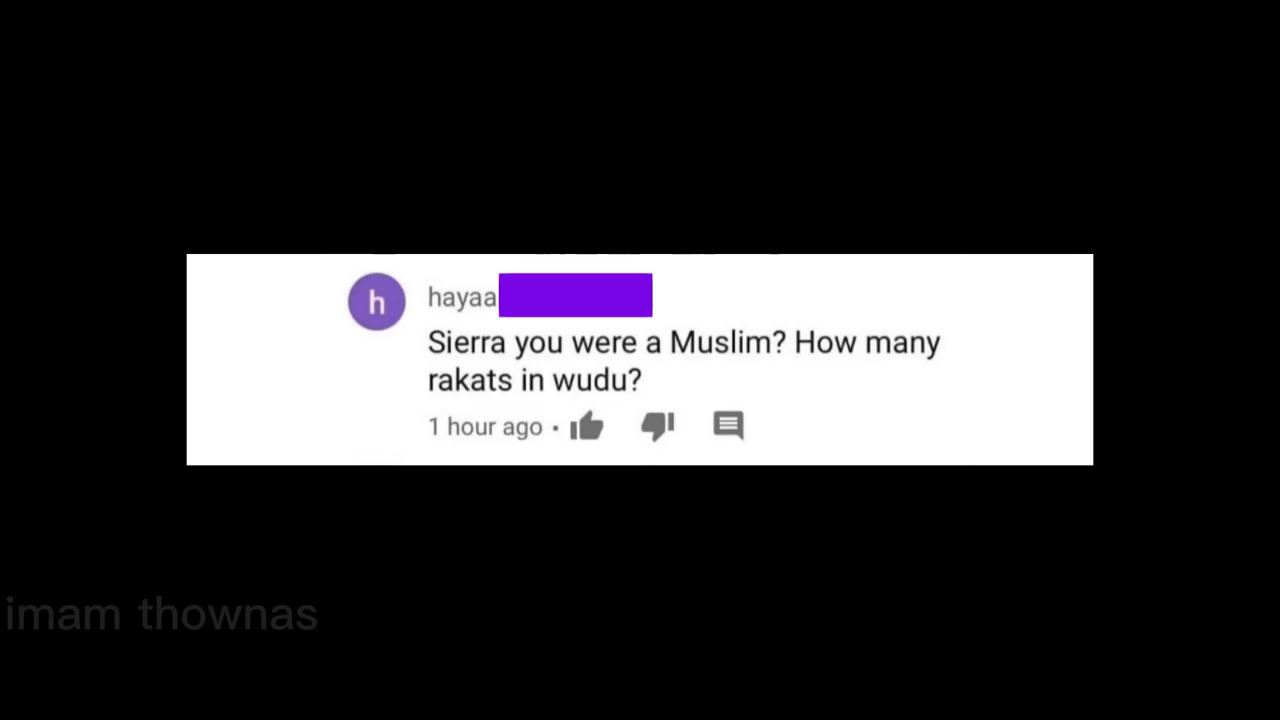 h
hayaa
Sierra you were a Muslim? How many
rakats in wudu?
1 hour ago •
imam thownas